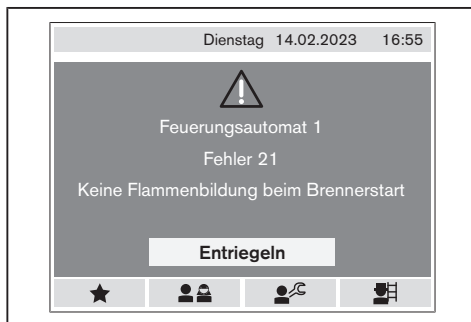 Dienstag 14.02.2023 16:55
Feuerungsautomat 1
Fehler 21
Keine Flammenbildung beim Brennerstart
Entriegeln